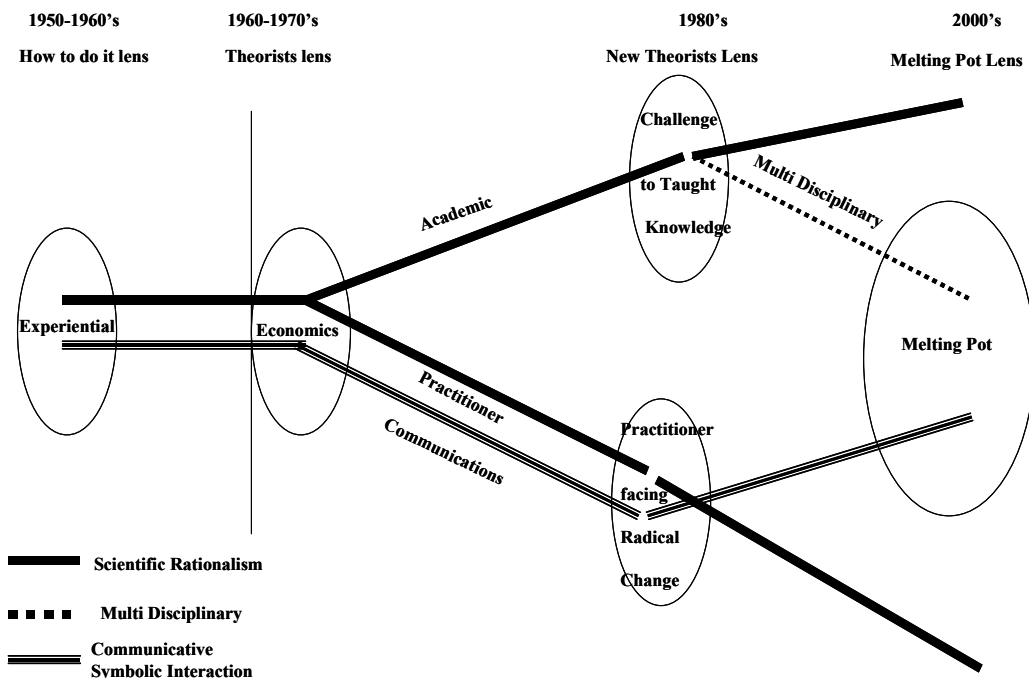 1950-1960’s
1960-1970’s
1980’s
2000’s
How to do it lens
Theorists lens
New Theorists Lens
Melting Pot Lens
Challenge
to Taught
Knowledge
Multi Disciplinary
Academic
Experiential
Economics
Melting Pot
Practitioner
Communications
Practitioner
facing
Radical
Change
Scientific Rationalism
Multi Disciplinary
Communicative
Symbolic Interaction